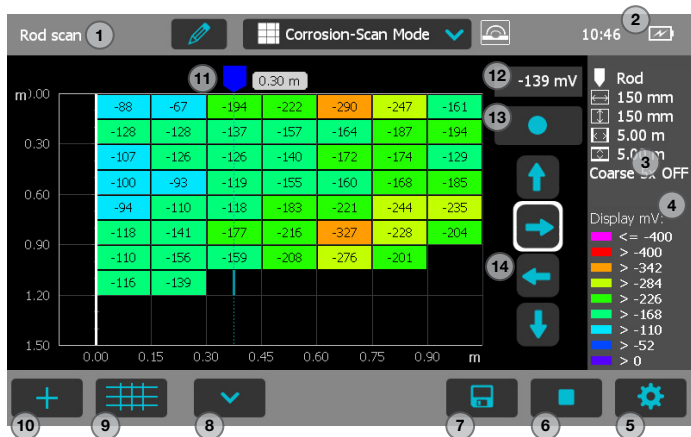 Rod scan 1 Corrosion-Scan Mode 10:46 2
11 0.30 m 12 -139 mV
m).00
-88 -67 -194 -222 -290 -247 -161
-128 -128 -137 -157 -164 -187 -194
0.30
-107 -126 -126 -140 -172 -174 -129
-100 -93 -119 -155 -160 -168 -185
0.60
-94 -110 -118 -183 -221 -244 -235
-118 -141 -177 -216 -327 -228 -204
0.90
-110 -156 -159 -208 -276 -201
-116 -139
1.20
1.50
0.00 0.15 0.30 0.45 0.60 0.75 0.90 m
13
14
Rod
150 mm
150 mm
5.00 m
5.0 m
3
Coarse 5x OFF
4
Display mV:
<= -400
> -400
> -342
> -284
> -226
> -168
> -110
> -52
> 0
10 9 8 7 6 5